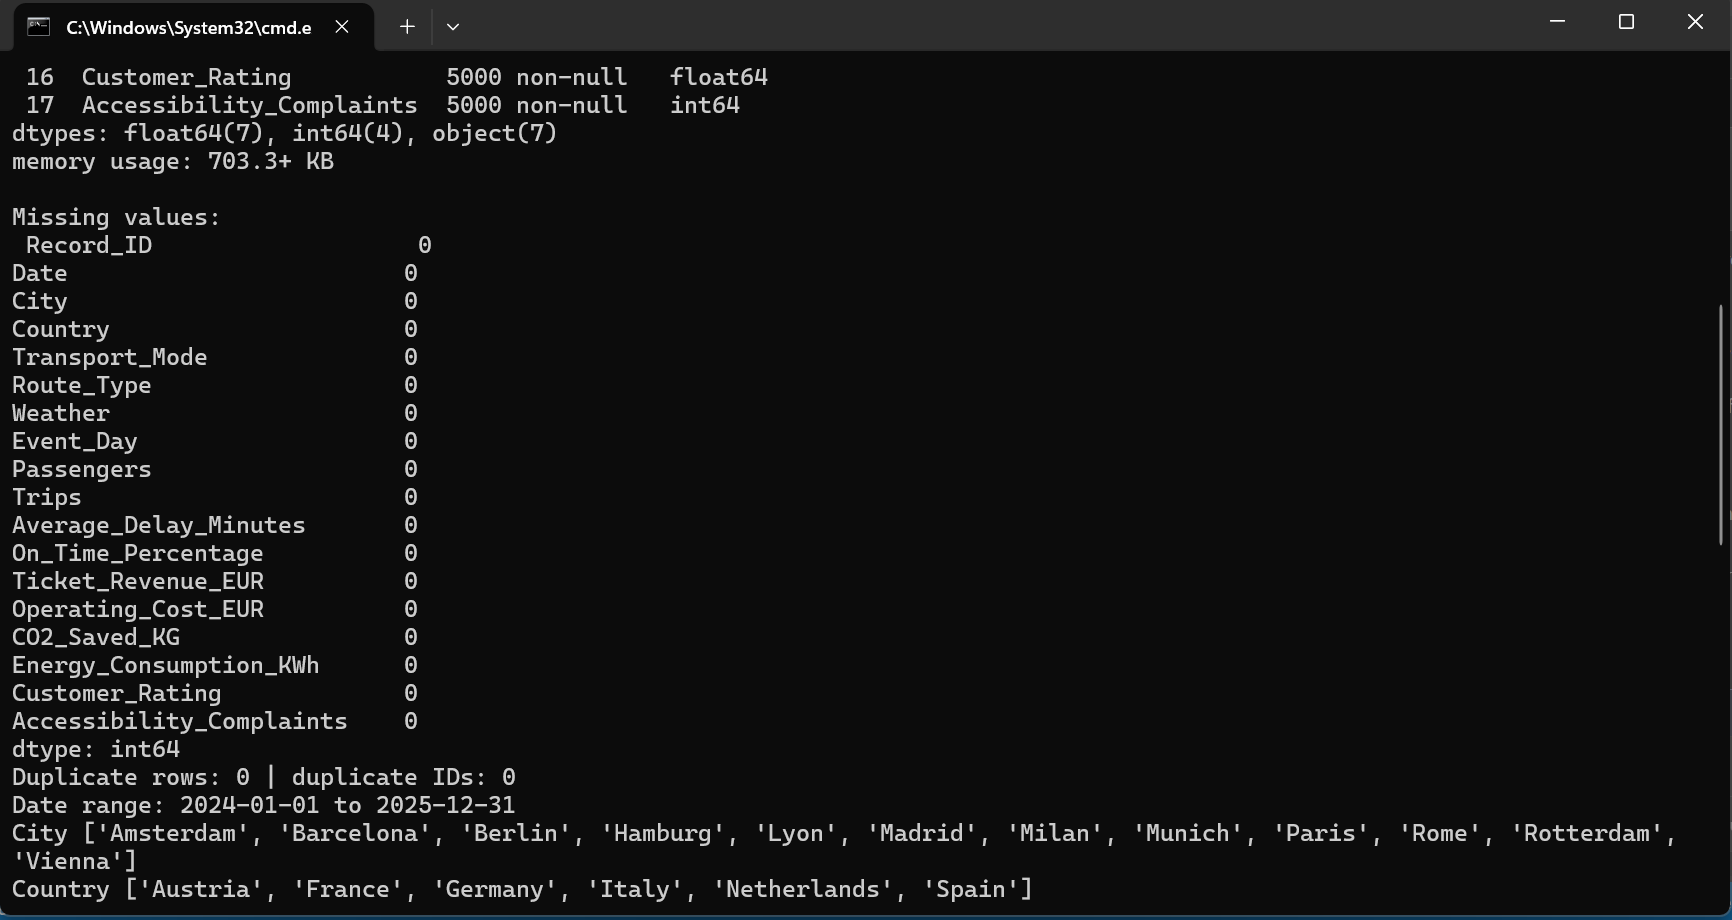 C:\Windows\System32\cmd.e
16  Customer_Rating           5000 non-null   float64
17  Accessibility_Complaints  5000 non-null   int64
dtypes: float64(7), int64(4), object(7)
memory usage: 703.3+ KB
Missing values:
Record_ID                   0
Date                        0
City                        0
Country                     0
Transport_Mode              0
Route_Type                  0
Weather                     0
Event_Day                   0
Passengers                  0
Trips                       0
Average_Delay_Minutes       0
On_Time_Percentage          0
Ticket_Revenue_EUR          0
Operating_Cost_EUR          0
CO2_Saved_KG                0
Energy_Consumption_KWh      0
Customer_Rating             0
Accessibility_Complaints    0
dtype: int64
Duplicate rows: 0 | duplicate IDs: 0
Date range: 2024-01-01 to 2025-12-31
City ['Amsterdam', 'Barcelona', 'Berlin', 'Hamburg', 'Lyon', 'Madrid', 'Milan', 'Munich', 'Paris', 'Rome', 'Rotterdam',
'Vienna']
Country ['Austria', 'France', 'Germany', 'Italy', 'Netherlands', 'Spain']